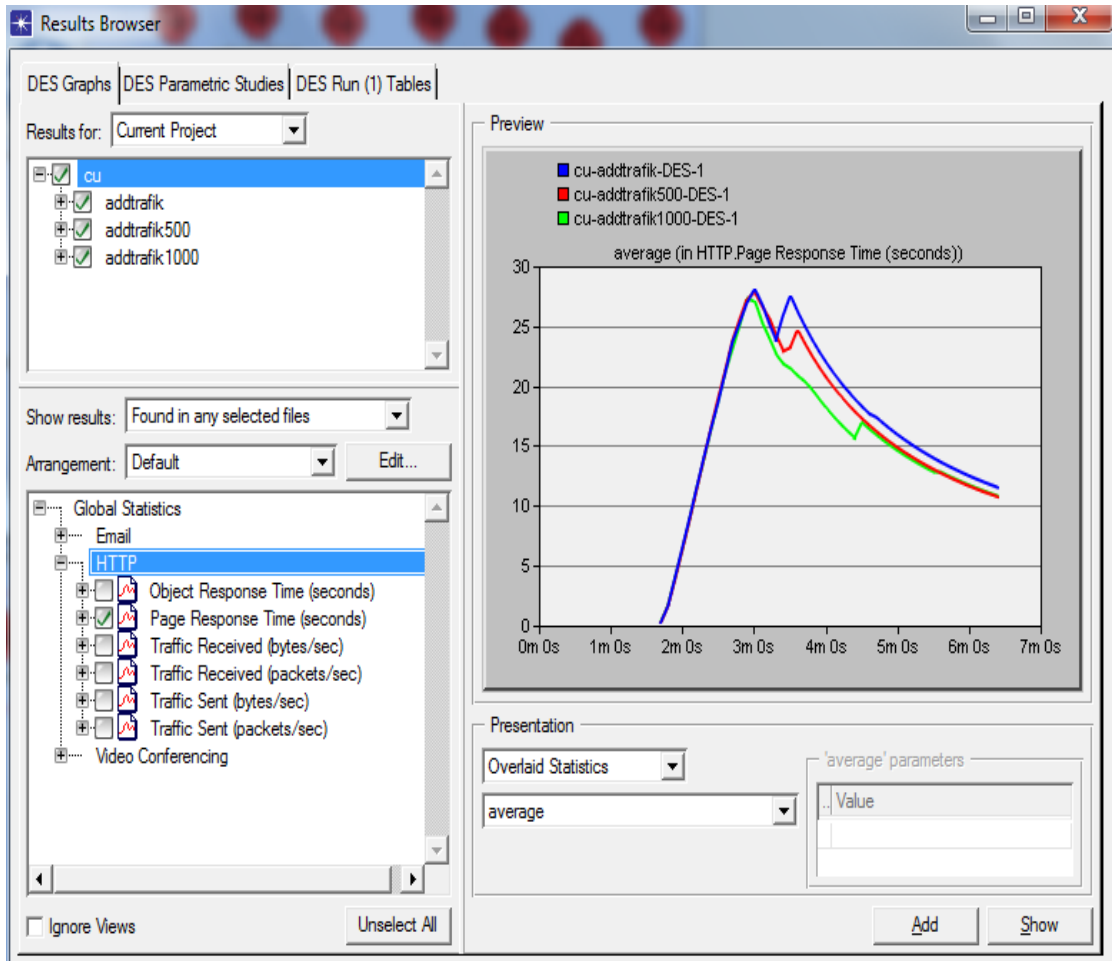 Results Browser
DES Graphs DES Parametric Studies DES Run (1) Tables
Results for: Current Project
cu
addtrafik
addtrafik500
addtrafik1000
Show results: Found in any selected files
Arrangement: Default Edit...
Global Statistics
Email
HTTP
Object Response Time (seconds)
Page Response Time (seconds)
Traffic Received (bytes/sec)
Traffic Received (packets/sec)
Traffic Sent (bytes/sec)
Traffic Sent (packets/sec)
Video Conferencing
Ignore Views Unselect All
Preview
cu-addtrafik-DES-1
cu-addtrafik500-DES-1
cu-addtrafik1000-DES-1
average (in HTTP.Page Response Time (seconds))
30
25
20
15
10
5
0
0m 0s 1m 0s 2m 0s 3m 0s 4m 0s 5m 0s 6m 0s 7m 0s
Presentation
Overlaid Statistics
average
'average' parameters
.. Value
Add Show